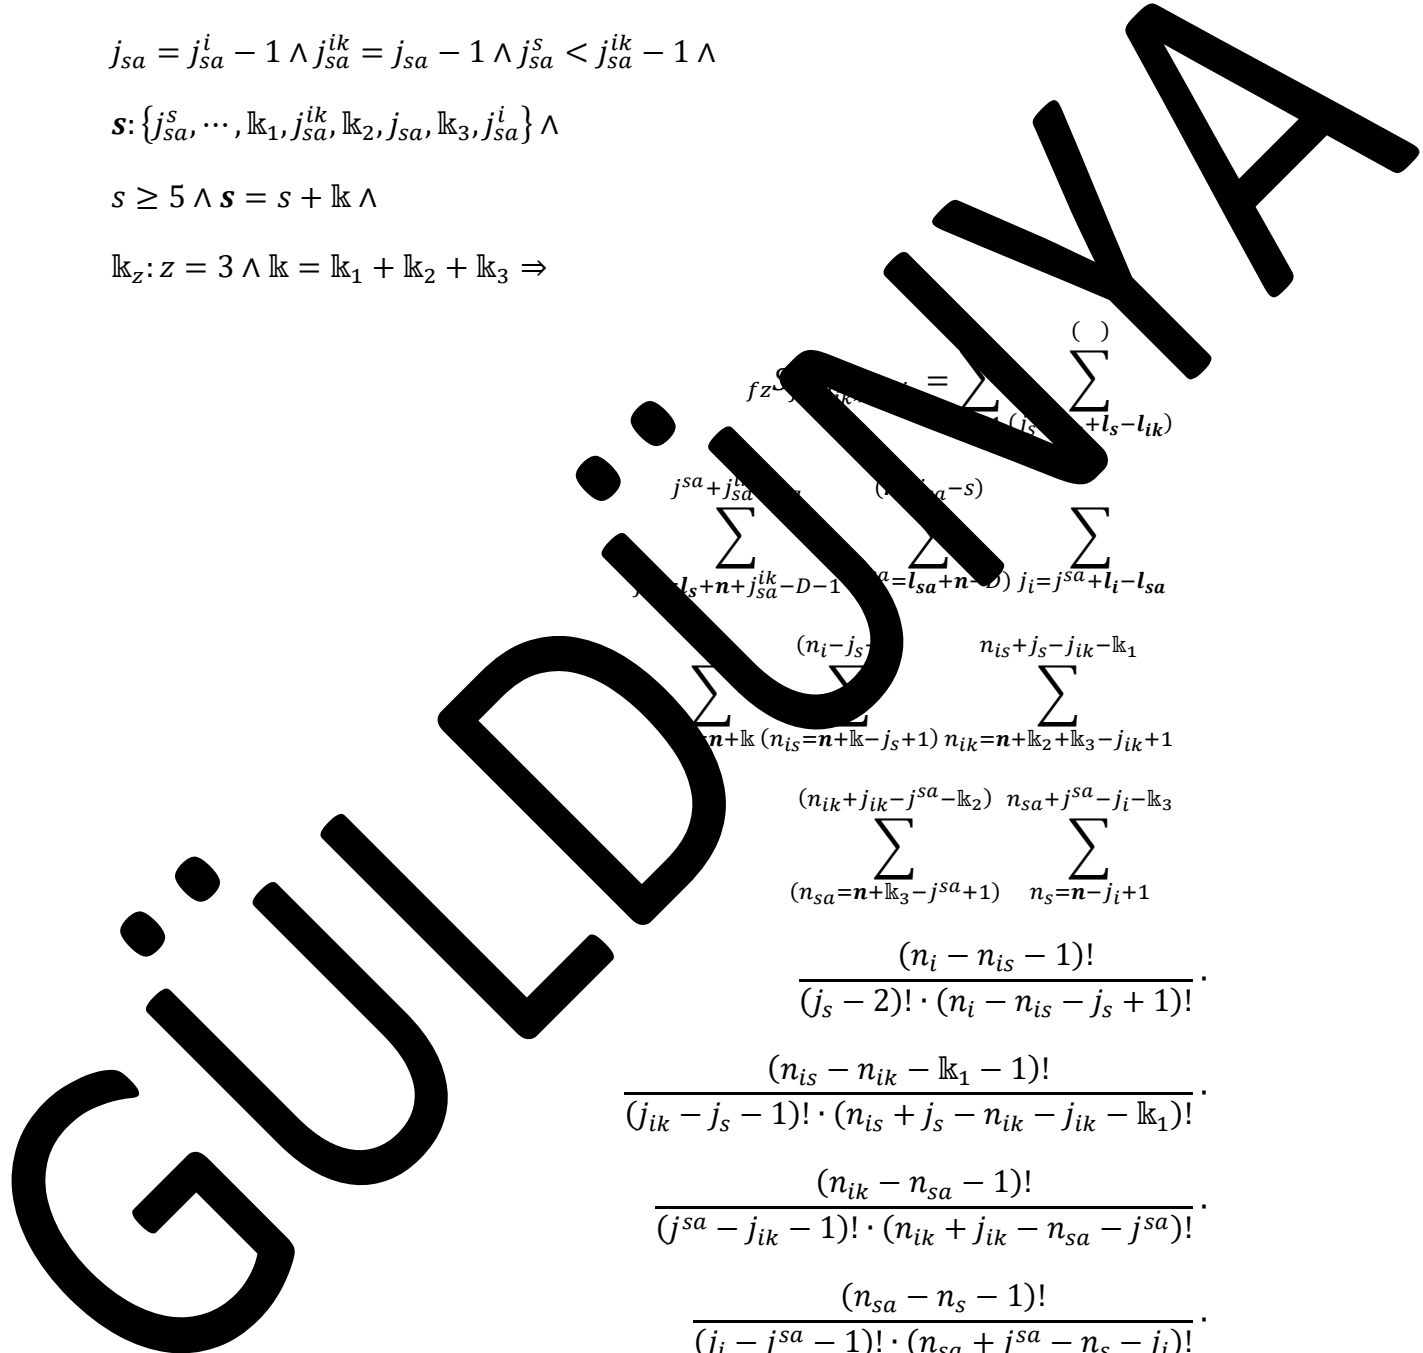 j_{sa} = j_{sa}^{i} − 1 ∧ j_{sa}^{ik} = j_{sa} − 1 ∧ j_{sa}^{s} < j_{sa}^{ik} − 1 ∧
𝒔: {j_{sa}^{s}, ⋯ , 𝕜_1, j_{sa}^{ik}, 𝕜_2, j_{sa}, 𝕜_3, j_{sa}^{i}} ∧
s ≥ 5 ∧ 𝒔 = s + 𝕜 ∧
𝕜_z: z = 3 ∧ 𝕜 = 𝕜_1 + 𝕜_2 + 𝕜_3 ⇒
( )
_{fz} = ∑ ∑
+𝒍_𝒔−𝒍_{𝒊𝒌})
j^{sa}+j_{sa} −s)
∑ ∑ ∑
𝒍_𝒔+𝒏+j_{sa}^{ik}−D−1 =𝒍_{𝒔𝒂}+𝒏−D) j_i=j^{sa}+𝒍_𝒊−𝒍_{𝒔𝒂}
(n_i−j_s n_{is}+j_s−j_{ik}−𝕜_1
∑ ∑ ∑
𝒏+𝕜 (n_{is}=𝒏+𝕜−j_s+1) n_{ik}=𝒏+𝕜_2+𝕜_3−j_{ik}+1
(n_{ik}+j_{ik}−j^{sa}−𝕜_2) n_{sa}+j^{sa}−j_i−𝕜_3
∑ ∑
(n_{sa}=𝒏+𝕜_3−j^{sa}+1) n_s=𝒏−j_i+1
(n_i − n_{is} − 1)!
(j_s − 2)! · (n_i − n_{is} − j_s + 1)! ·
(n_{is} − n_{ik} − 𝕜_1 − 1)!
(j_{ik} − j_s − 1)! · (n_{is} + j_s − n_{ik} − j_{ik} − 𝕜_1)! ·
(n_{ik} − n_{sa} − 1)!
(j^{sa} − j_{ik} − 1)! · (n_{ik} + j_{ik} − n_{sa} − j^{sa})! ·
(n_{sa} − n_s − 1)!
(j_i − j^{sa} − 1)! · (n_{sa} + j^{sa} − n_s − j_i)! ·
GÜLDÜNYA